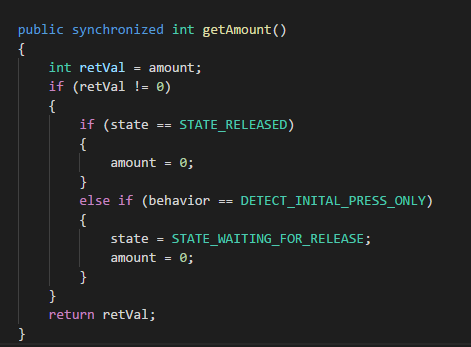 public synchronized int getAmount()
{
int retVal = amount;
if (retVal != 0)
{
if (state == STATE_RELEASED)
{
amount = 0;
}
else if (behavior == DETECT_INITAL_PRESS_ONLY)
{
state = STATE_WAITING_FOR_RELEASE;
amount = 0;
}
}
return retVal;
}